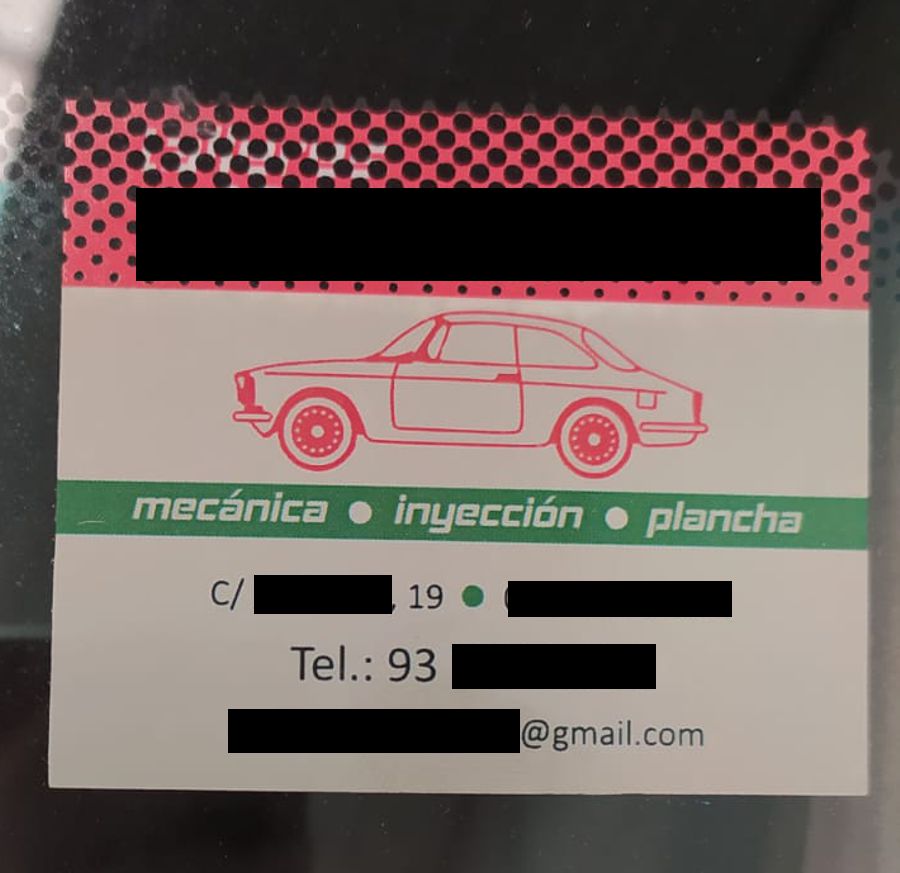 mecánica ● inyección ● plancha
C/ , 19 ●
Tel.: 93
@gmail.com